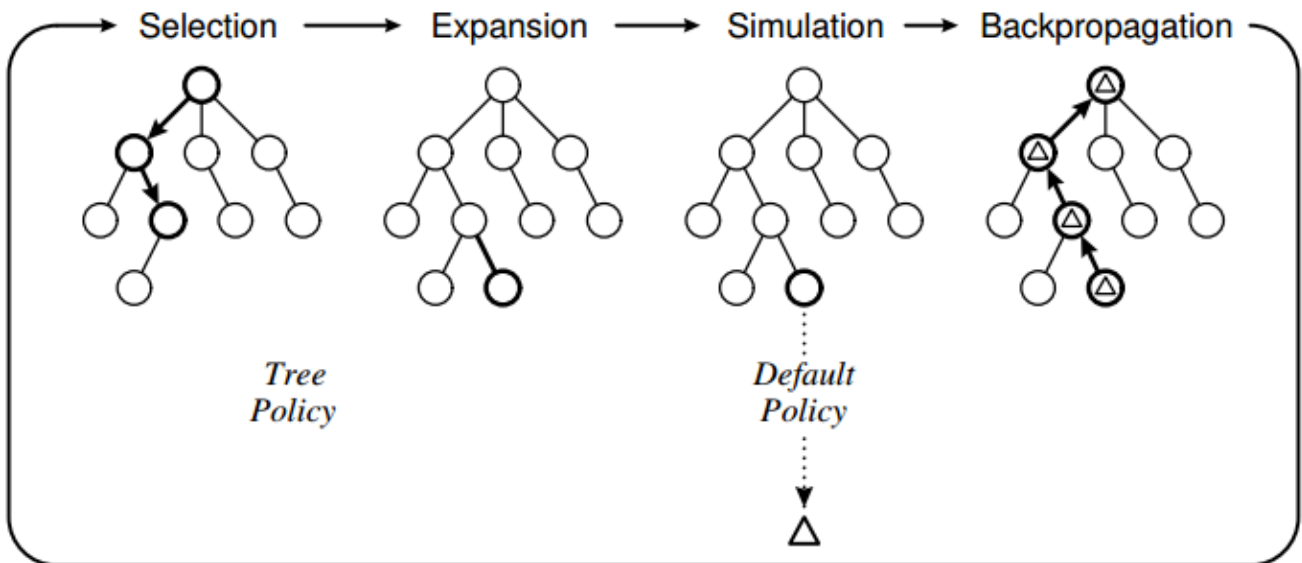 Selection Expansion Simulation Backpropagation
Tree
Policy
Default
Policy